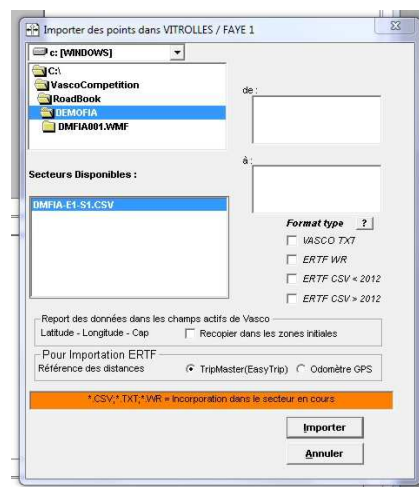 Importer des points dans VITROLLES / FAYE 1
c: [WINDOWS]
C:\
VascoCompetition
RoadBook
DEMOFIA
DMFIA001.WMF
de :
à :
Secteurs Disponibles :
DMFIA-E1-S1.CSV
Format type ?
VASCO TXT
ERTF WR
ERTF CSV < 2012
ERTF CSV > 2012
Report des données dans les champs actifs de Vasco
Latitude - Longitude - Cap
Recopier dans les zones initiales
Pour Importation ERTF
Référence des distances
TripMaster(EasyTrip)
Odomètre GPS
*.CSV;*.TXT;*.WR = Incorporation dans le secteur en cours
Importer
Annuler